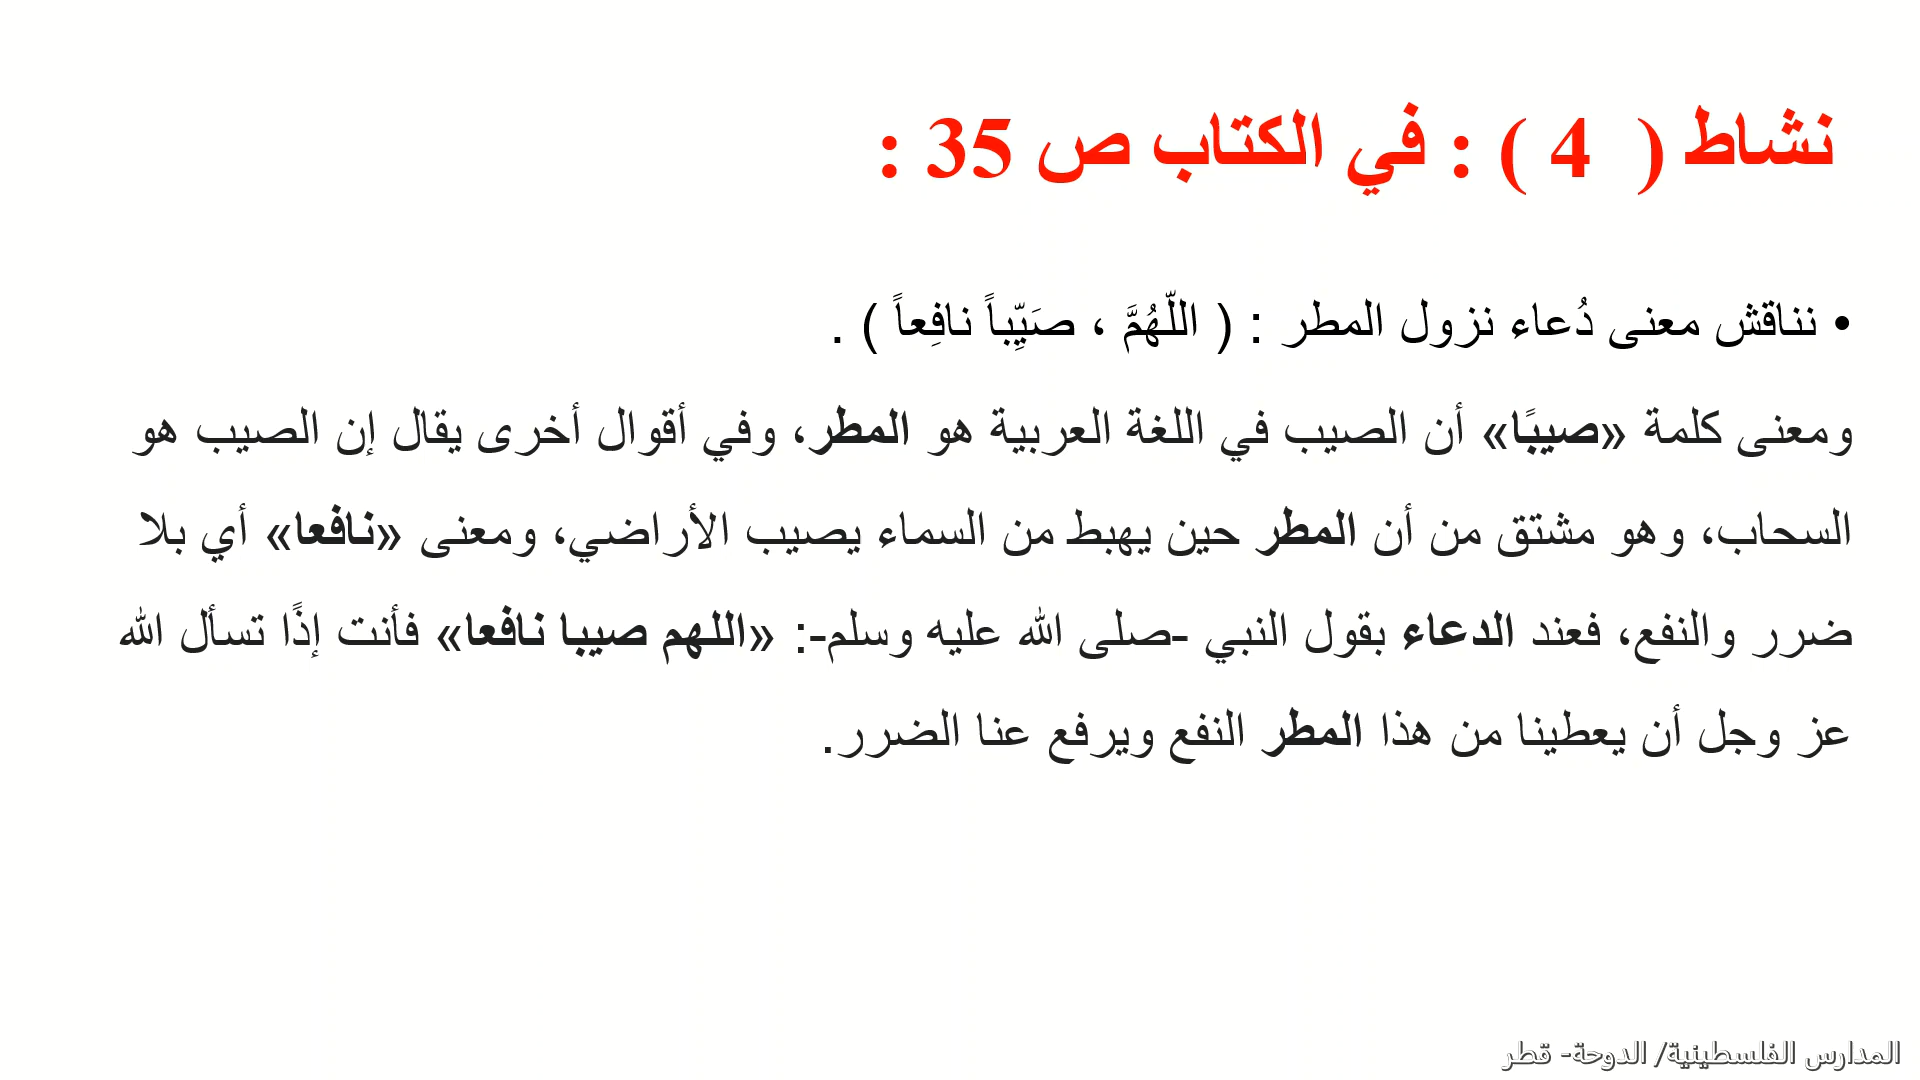 نشاط ( 4 ) : في الكتاب ص 35 :
• نناقش معنى دُعاء نزول المطر : ( اللّهُمَّ ، صَيِّباً نافِعاً ) .
ومعنى كلمة «صيبًا» أن الصيب في اللغة العربية هو المطر، وفي أقوال أخرى يقال إن الصيب هو
السحاب، وهو مشتق من أن المطر حين يهبط من السماء يصيب الأراضي، ومعنى «نافعا» أي بلا
ضرر والنفع، فعند الدعاء بقول النبي -صلى الله عليه وسلم-: «اللهم صيبا نافعا» فأنت إذًا تسأل الله
عز وجل أن يعطينا من هذا المطر النفع ويرفع عنا الضرر.
المدارس الفلسطينية/ الدوحة- قطر